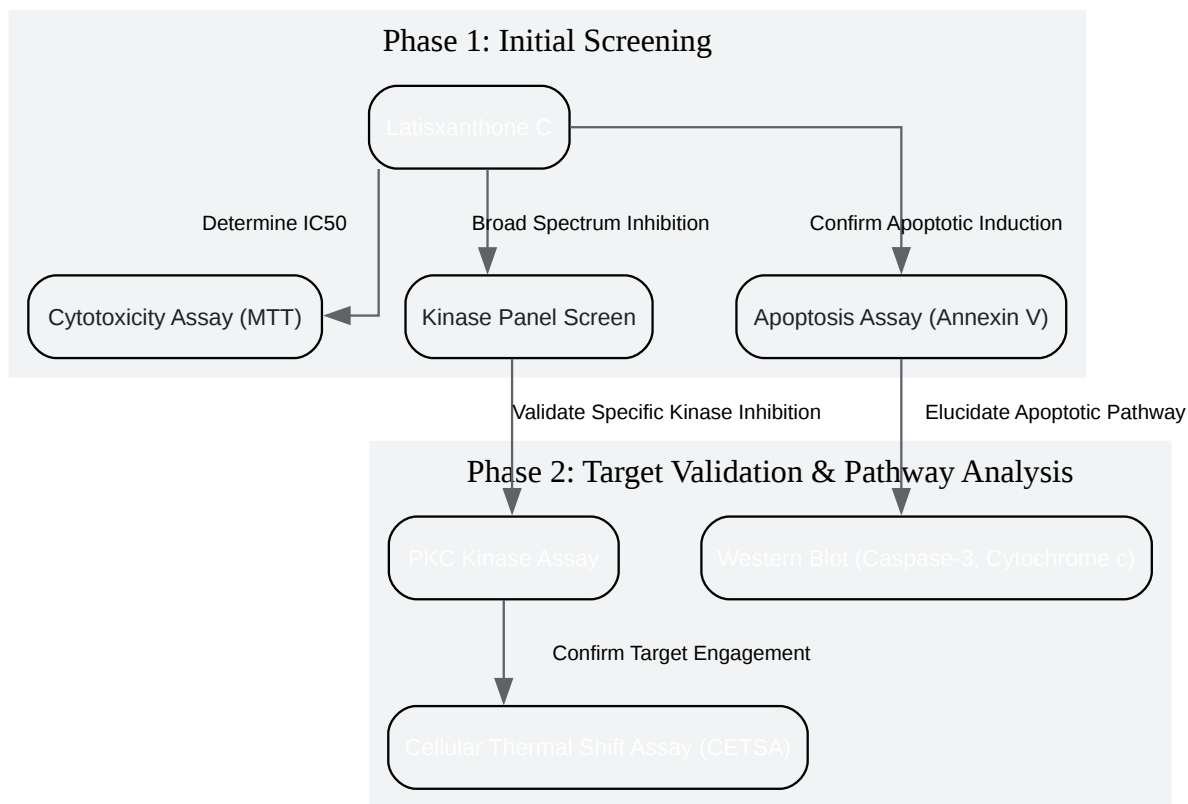 Phase 1: Initial Screening
Latisxanthone C
Determine IC50
Broad Spectrum Inhibition
Confirm Apoptotic Induction
Cytotoxicity Assay (MTT)
Kinase Panel Screen
Apoptosis Assay (Annexin V)
Validate Specific Kinase Inhibition
Elucidate Apoptotic Pathway
Phase 2: Target Validation & Pathway Analysis
PKC Kinase Assay
Western Blot (Caspase-3, Cytochrome c)
Confirm Target Engagement
Cellular Thermal Shift Assay (CETSA)